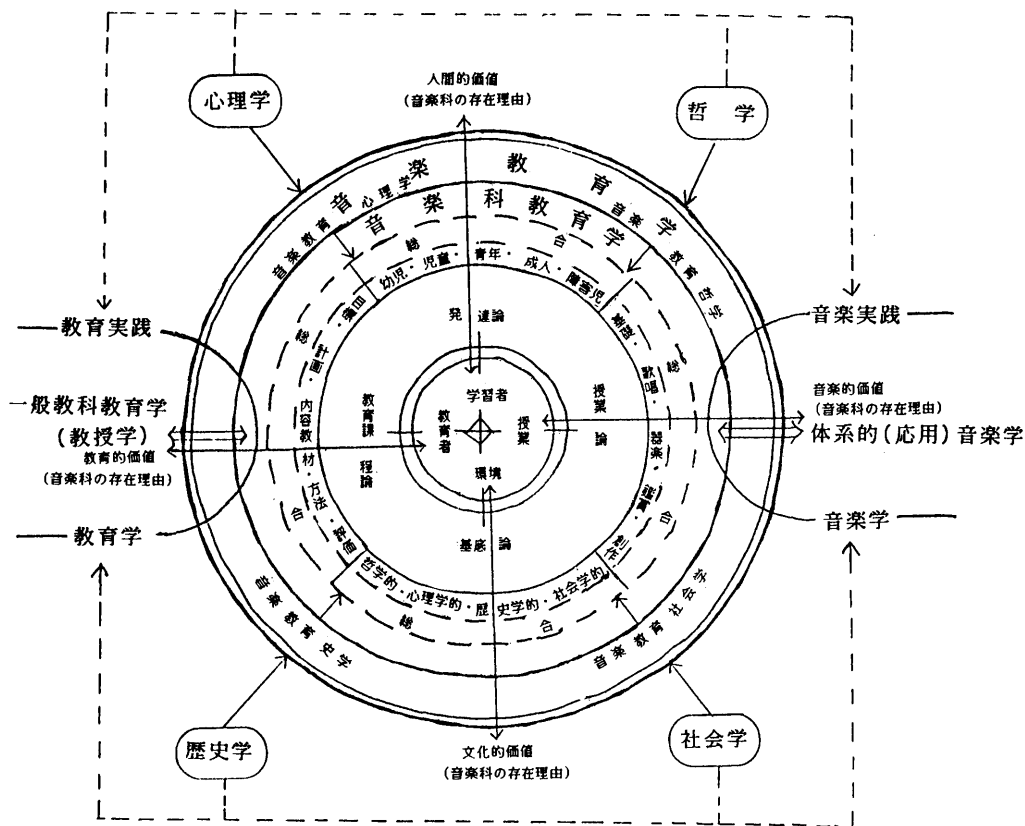 心理学
人間的価値
(音楽科の存在理由)
哲 学
音楽教育学
音楽教育心理学
音楽教育哲学
音楽科教育学
総合
幼児・児童・青年・成人・障害児
発達論
教育実践
音楽実践
一般教科教育学
(教授学)
教育的価値
(音楽科の存在理由)
教育学
総合
目標・計画・内容教材・方法・評価
教育課程論
学習者
教育者
授業
環境
授業論
歌唱・器楽・鑑賞・創作
総合
音楽的価値
(音楽科の存在理由)
体系的(応用)音楽学
音楽学
基底論
哲学的・心理学的・歴史学的・社会学的
総合
音楽教育史学
音楽教育社会学
歴史学
文化的価値
(音楽科の存在理由)
社会学